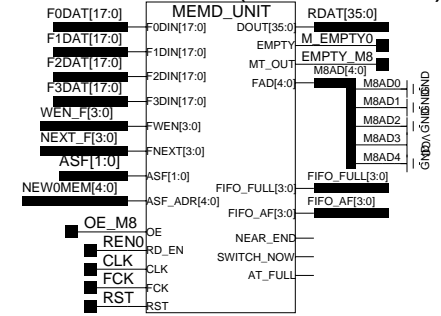 MEMD_UNIT
F0DAT[17:0]
F0DIN[17:0]
F1DAT[17:0]
F1DIN[17:0]
F2DAT[17:0]
F2DIN[17:0]
F3DAT[17:0]
F3DIN[17:0]
WEN_F[3:0]
FWEN[3:0]
NEXT_F[3:0]
FNEXT[3:0]
ASF[1:0]
ASF[1:0]
NEW0MEM[4:0]
ASF_ADR[4:0]
OE_M8
OE
REN0
RD_EN
CLK
CLK
FCK
FCK
RST
RST
RDAT[35:0]
DOUT[35:0]
M_EMPTY0
EMPTY
EMPTY_M8
MT_OUT
M8AD[4:0]
FAD[4:0]
M8AD0
M8AD1
M8AD2
M8AD3
M8AD4
GND
FIFO_FULL[3:0]
FIFO_FULL[3:0]
FIFO_AF[3:0]
FIFO_AF[3:0]
NEAR_END
SWITCH_NOW
AT_FULL